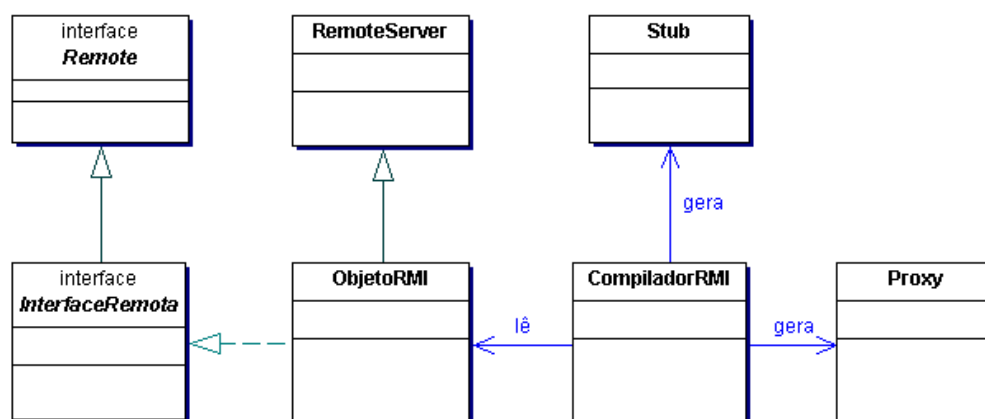 interface
Remote
RemoteServer
Stub
gera
interface
InterfaceRemota
ObjetoRMI
CompiladorRMI
Proxy
lê
gera